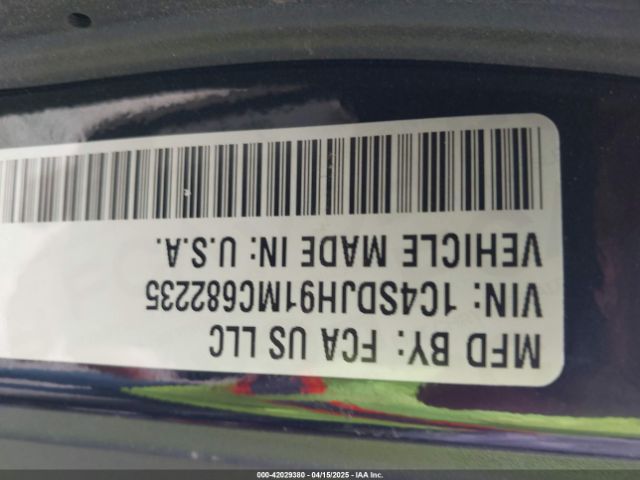 MFD BY: FCA US LLC
VIN: 1C4SDJH91MC682235
VEHICLE MADE IN: U.S.A.
000-42029380 - 04/15/2025 - IAA Inc.